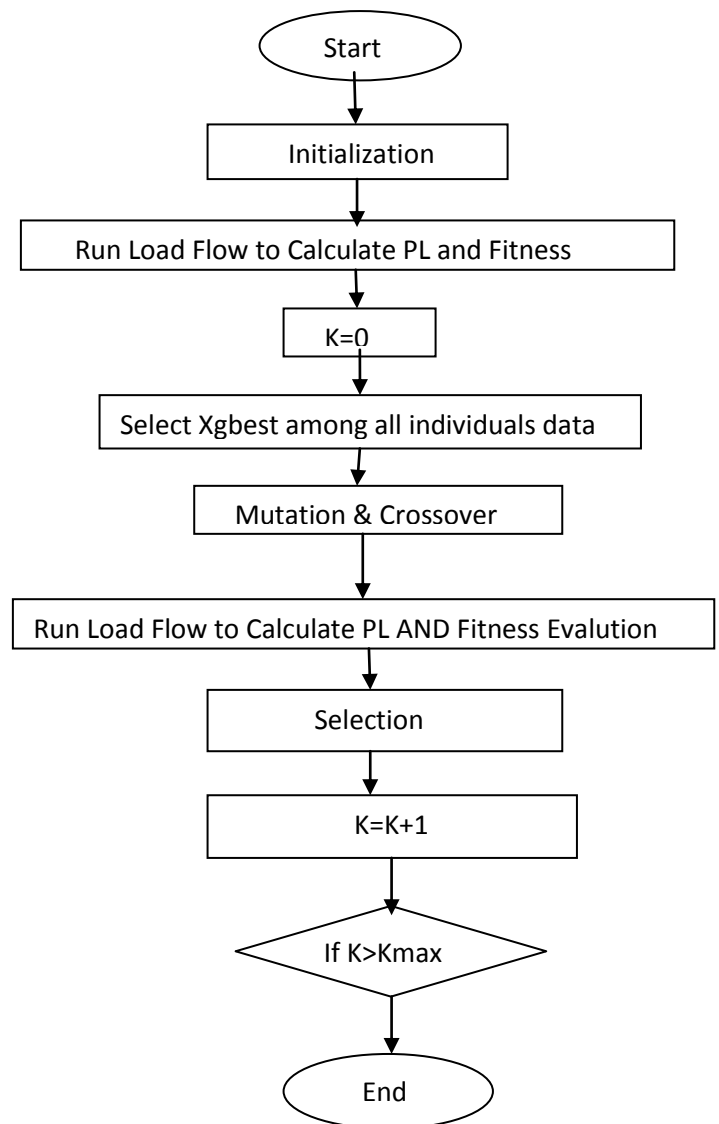 Start
Initialization
Run Load Flow to Calculate PL and Fitness
K=0
Select Xgbest among all individuals data
Mutation & Crossover
Run Load Flow to Calculate PL AND Fitness Evalution
Selection
K=K+1
If K>Kmax
End